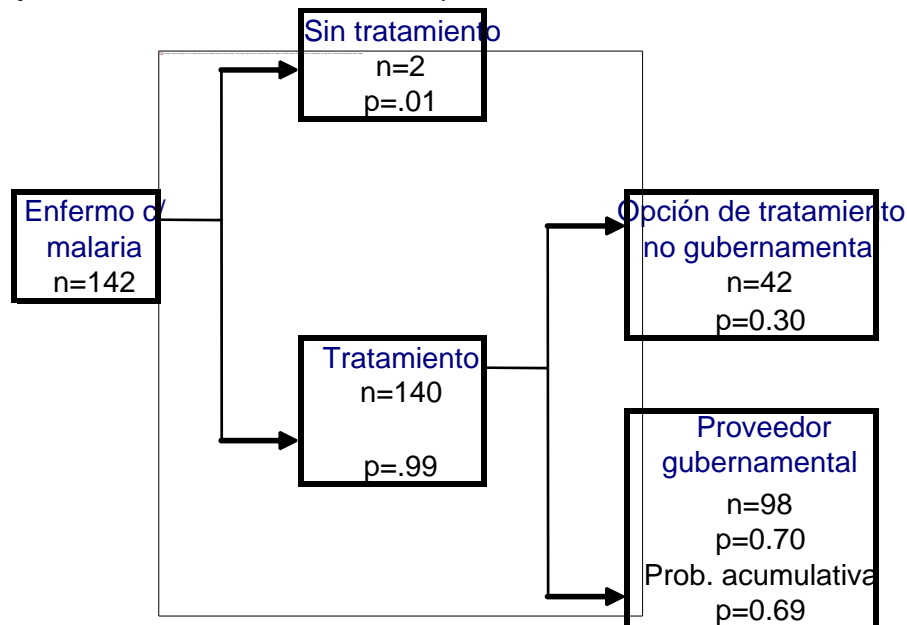 Sin tratamiento
n=2
p=.01
Enfermo c/
malaria
n=142
Tratamiento
n=140
p=.99
Opción de tratamiento
no gubernamental
n=42
p=0.30
Proveedor
gubernamental
n=98
p=0.70
Prob. acumulativa
p=0.69